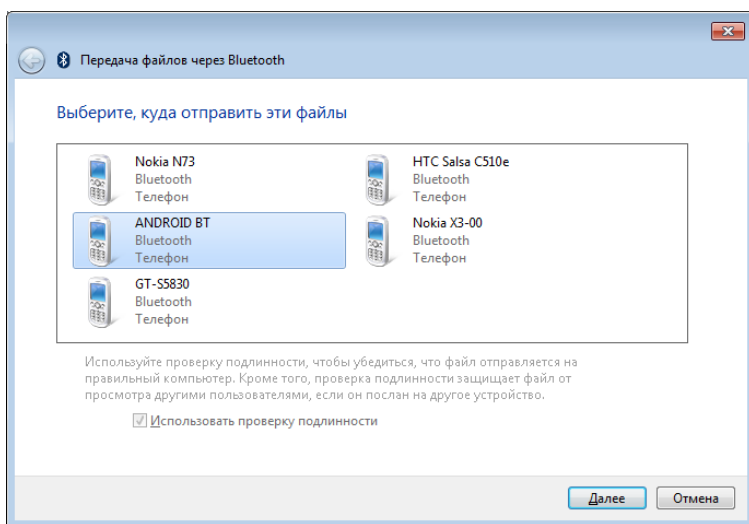 Передача файлов через Bluetooth
Выберите, куда отправить эти файлы
Nokia N73
Bluetooth
Телефон
HTC Salsa C510e
Bluetooth
Телефон
ANDROID BT
Bluetooth
Телефон
Nokia X3-00
Bluetooth
Телефон
GT-S5830
Bluetooth
Телефон
Используйте проверку подлинности, чтобы убедиться, что файл отправляется на
правильный компьютер. Кроме того, проверка подлинности защищает файл от
просмотра другими пользователями, если он послан на другое устройство.
Использовать проверку подлинности
Далее
Отмена